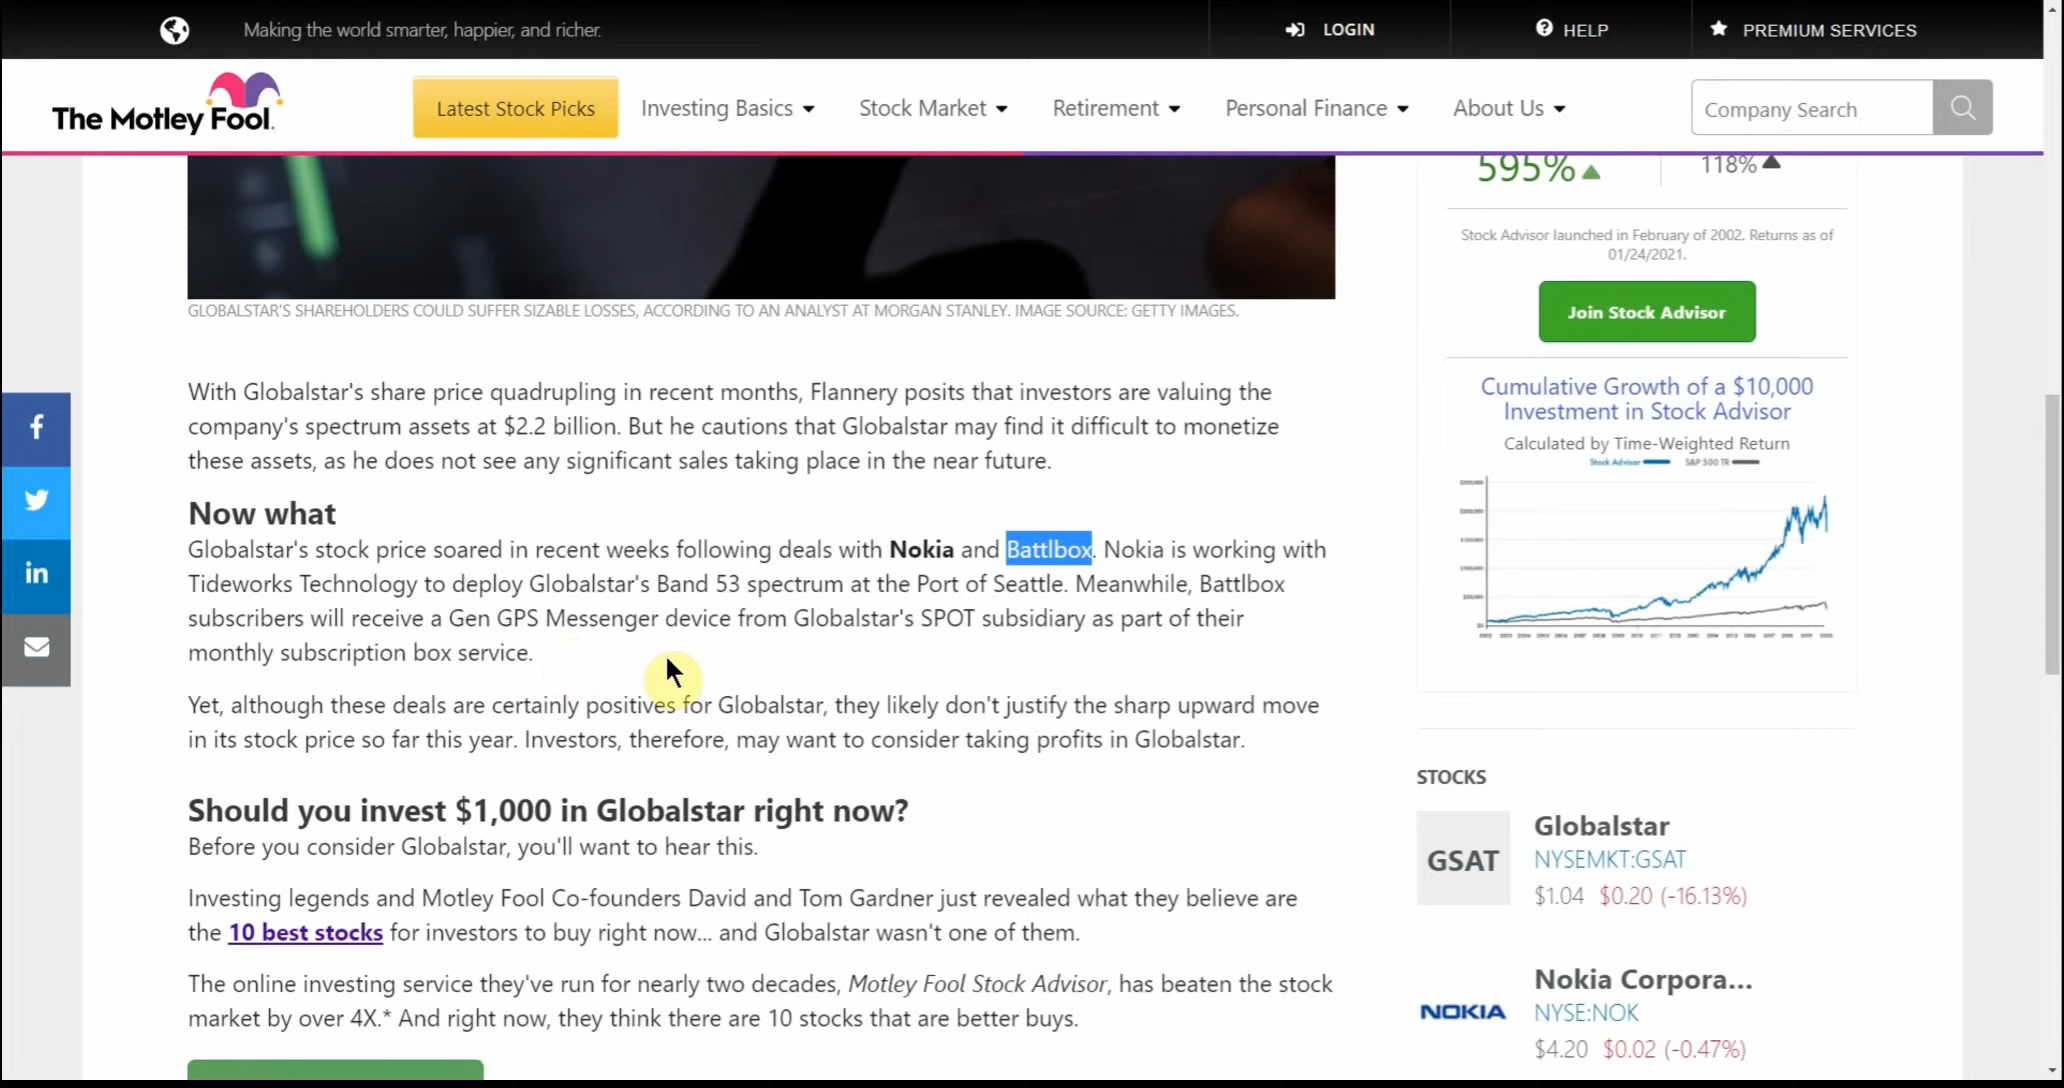 Making the world smarter, happier, and richer.
LOGIN
HELP
PREMIUM SERVICES
The Motley Fool.
Latest Stock Picks
Investing Basics
Stock Market
Retirement
Personal Finance
About Us
Company Search
595%
118%
Stock Advisor launched in February of 2002. Returns as of
01/24/2021.
Join Stock Advisor
Cumulative Growth of a $10,000
Investment in Stock Advisor
Calculated by Time-Weighted Return
Stock Advisor
S&P 500 TR
GLOBALSTAR'S SHAREHOLDERS COULD SUFFER SIZABLE LOSSES, ACCORDING TO AN ANALYST AT MORGAN STANLEY. IMAGE SOURCE: GETTY IMAGES.
With Globalstar's share price quadrupling in recent months, Flannery posits that investors are valuing the
company's spectrum assets at $2.2 billion. But he cautions that Globalstar may find it difficult to monetize
these assets, as he does not see any significant sales taking place in the near future.
Now what
Globalstar's stock price soared in recent weeks following deals with Nokia and Battlbox. Nokia is working with
Tideworks Technology to deploy Globalstar's Band 53 spectrum at the Port of Seattle. Meanwhile, Battlbox
subscribers will receive a Gen GPS Messenger device from Globalstar's SPOT subsidiary as part of their
monthly subscription box service.
Yet, although these deals are certainly positives for Globalstar, they likely don't justify the sharp upward move
in its stock price so far this year. Investors, therefore, may want to consider taking profits in Globalstar.
Should you invest $1,000 in Globalstar right now?
Before you consider Globalstar, you'll want to hear this.
Investing legends and Motley Fool Co-founders David and Tom Gardner just revealed what they believe are
the 10 best stocks for investors to buy right now... and Globalstar wasn't one of them.
The online investing service they've run for nearly two decades, Motley Fool Stock Advisor, has beaten the stock
market by over 4X.* And right now, they think there are 10 stocks that are better buys.
STOCKS
GSAT
Globalstar
NYSEMKT:GSAT
$1.04 $0.20 (-16.13%)
NOKIA
Nokia Corpora...
NYSE:NOK
$4.20 $0.02 (-0.47%)